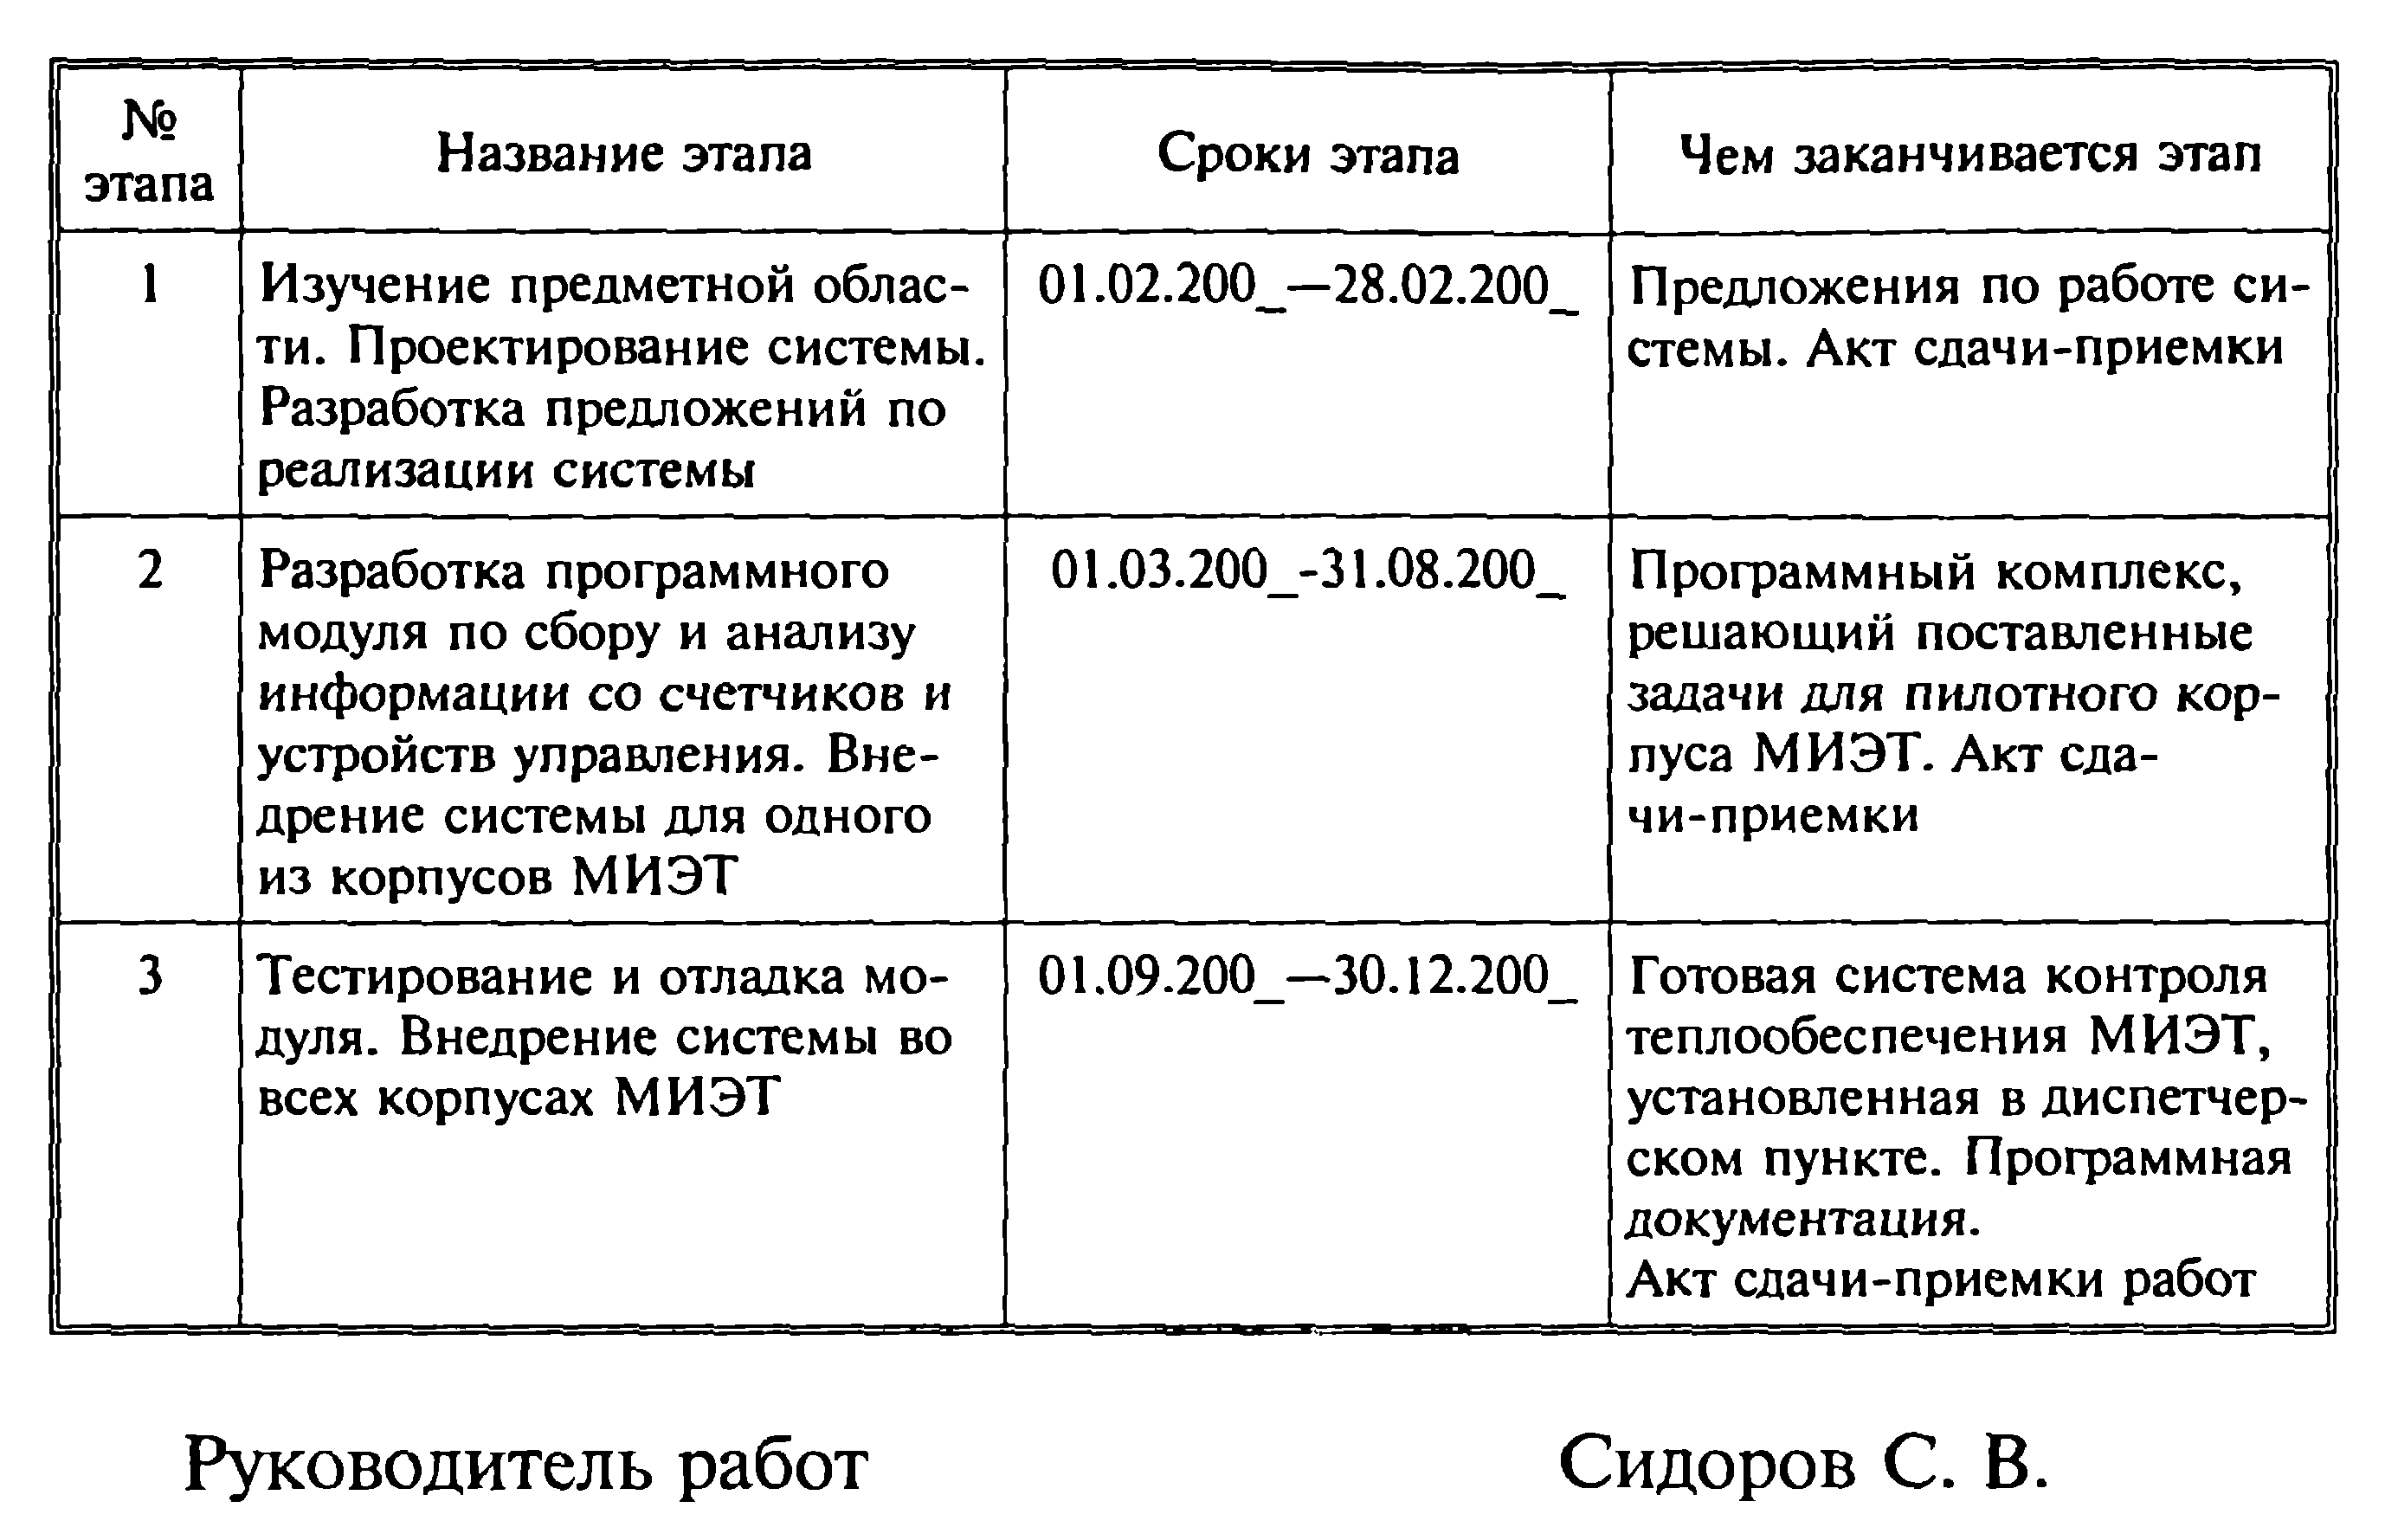 №
этапа
Название этапа
Сроки этапа
Чем заканчивается этап
1
Изучение предметной облас-
ти. Проектирование системы.
Разработка предложений по
реализации системы
01.02.200_—28.02.200_
Предложения по работе си-
стемы. Акт сдачи-приемки
2
Разработка программного
модуля по сбору и анализу
информации со счетчиков и
устройств управления. Вне-
дрение системы для одного
из корпусов МИЭТ
01.03.200_-31.08.200_
Программный комплекс,
решающий поставленные
задачи для пилотного кор-
пуса МИЭТ. Акт сда-
чи-приемки
3
Тестирование и отладка мо-
дуля. Внедрение системы во
всех корпусах МИЭТ
01.09.200_—30.12.200_
Готовая система контроля
теплообеспечения МИЭТ,
установленная в диспетчер-
ском пункте. Программная
документация.
Акт сдачи-приемки работ
Руководитель работ
Сидоров С. В.